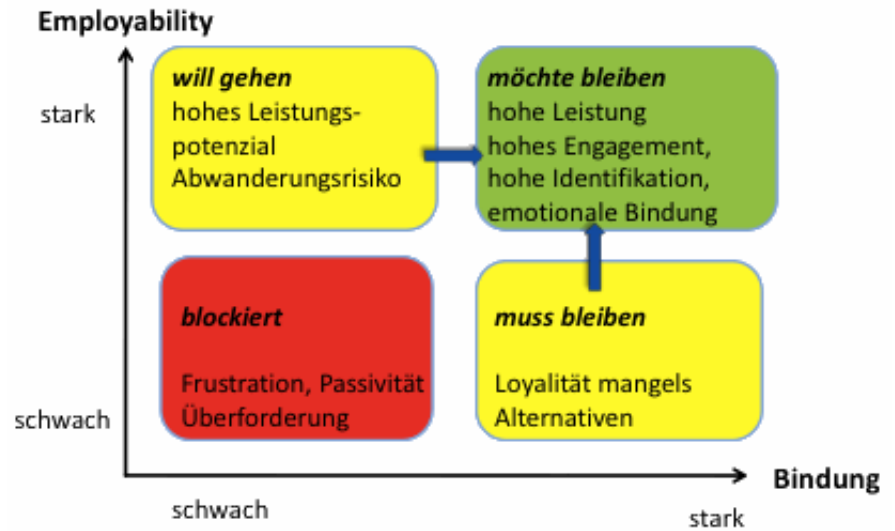 Employability
stark
will gehen
hohes Leistungs-
potenzial
Abwanderungsrisiko
möchte bleiben
hohe Leistung
hohes Engagement,
hohe Identifikation,
emotionale Bindung
blockiert
Frustration, Passivität
Überforderung
muss bleiben
Loyalität mangels
Alternativen
schwach
Bindung
schwach
stark